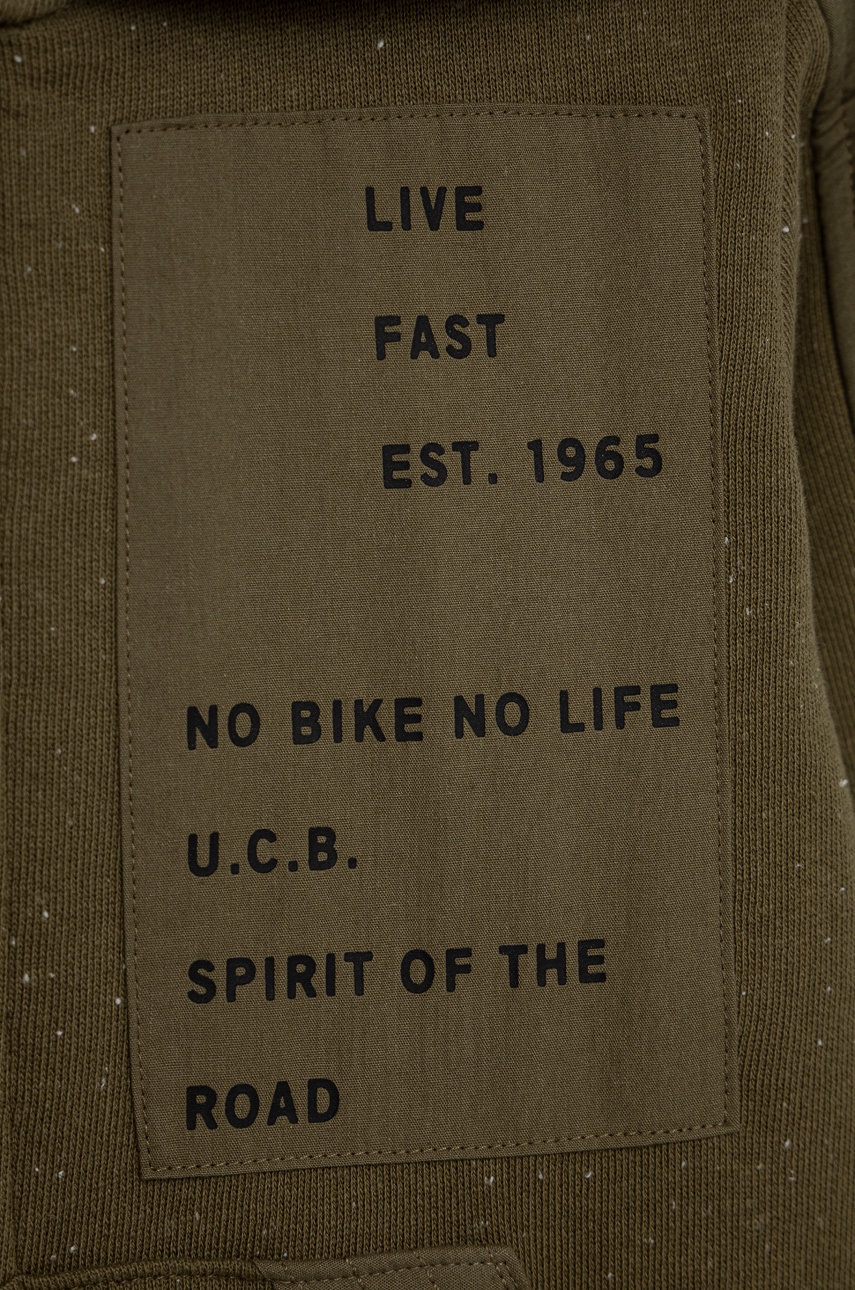 LIVE
FAST
EST. 1965
NO BIKE NO LIFE
U.C.B.
SPIRIT OF THE
ROAD